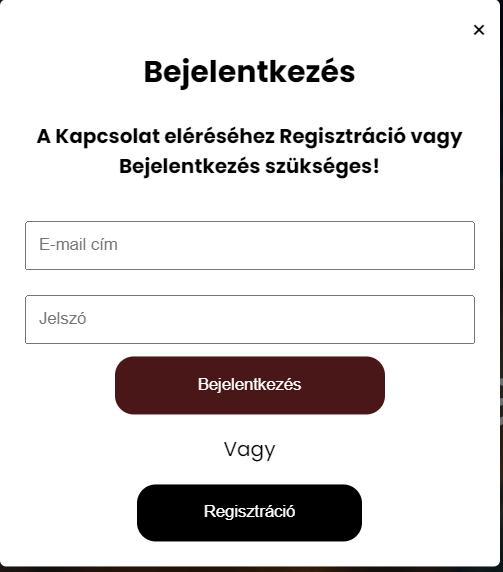 ×
Bejelentkezés
A Kapcsolat eléréséhez Regisztráció vagy
Bejelentkezés szükséges!
E-mail cím
Jelszó
Bejelentkezés
Vagy
Regisztráció